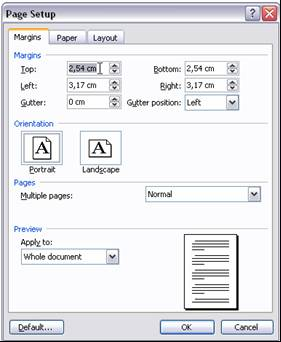 Page Setup
Margins Paper Layout
Margins
Top: 2,54 cm Bottom: 2,54 cm
Left: 3,17 cm Right: 3,17 cm
Gutter: 0 cm Gutter position: Left
Orientation
A A
Portrait Landscape
Pages
Multiple pages: Normal
Preview
Apply to:
Whole document
Default... OK Cancel